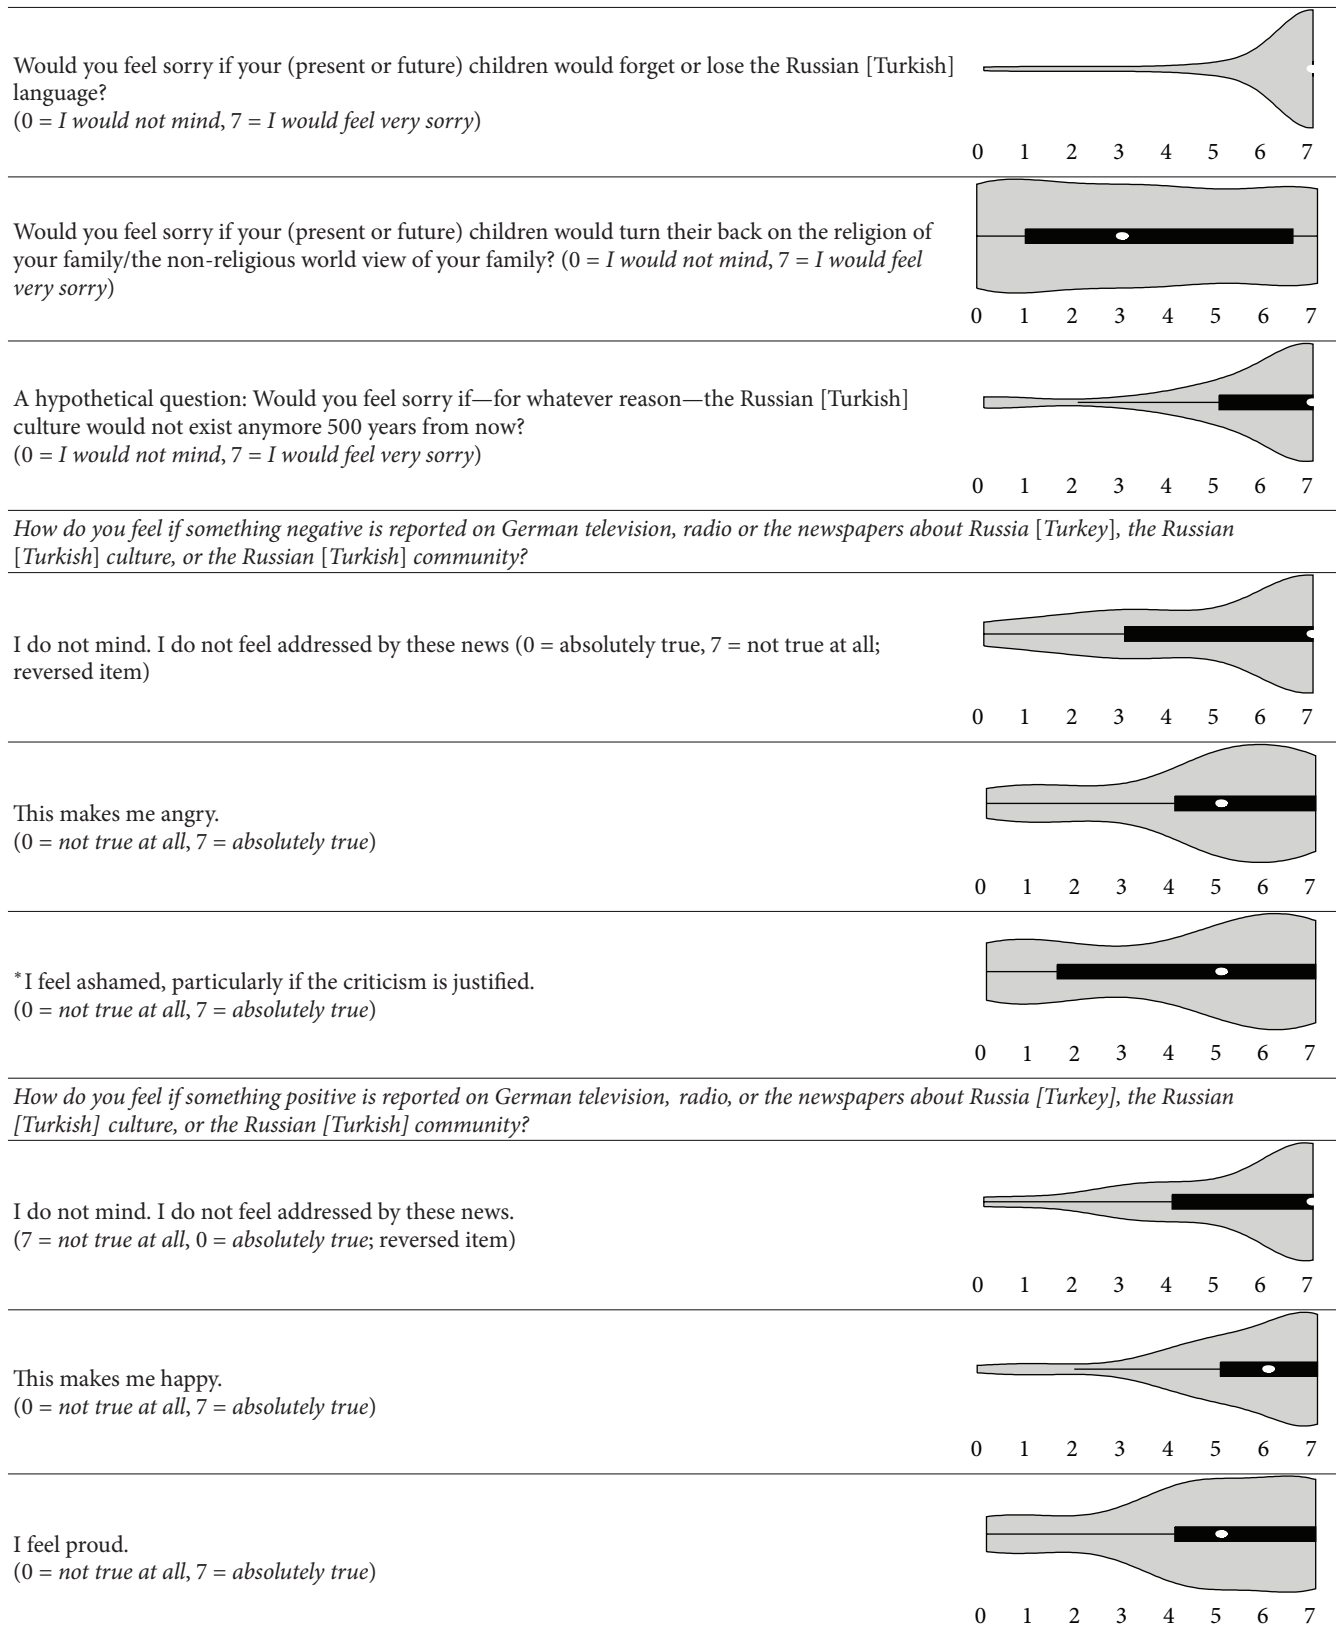 Would you feel sorry if your (present or future) children would forget or lose the Russian [Turkish]
language?
(0 = I would not mind, 7 = I would feel very sorry)
0 1 2 3 4 5 6 7
Would you feel sorry if your (present or future) children would turn their back on the religion of
your family/the non-religious world view of your family? (0 = I would not mind, 7 = I would feel
very sorry)
0 1 2 3 4 5 6 7
A hypothetical question: Would you feel sorry if—for whatever reason—the Russian [Turkish]
culture would not exist anymore 500 years from now?
(0 = I would not mind, 7 = I would feel very sorry)
0 1 2 3 4 5 6 7
How do you feel if something negative is reported on German television, radio or the newspapers about Russia [Turkey], the Russian
[Turkish] culture, or the Russian [Turkish] community?
I do not mind. I do not feel addressed by these news (0 = absolutely true, 7 = not true at all;
reversed item)
0 1 2 3 4 5 6 7
This makes me angry.
(0 = not true at all, 7 = absolutely true)
0 1 2 3 4 5 6 7
*I feel ashamed, particularly if the criticism is justified.
(0 = not true at all, 7 = absolutely true)
0 1 2 3 4 5 6 7
How do you feel if something positive is reported on German television, radio, or the newspapers about Russia [Turkey], the Russian
[Turkish] culture, or the Russian [Turkish] community?
I do not mind. I do not feel addressed by these news.
(7 = not true at all, 0 = absolutely true; reversed item)
0 1 2 3 4 5 6 7
This makes me happy.
(0 = not true at all, 7 = absolutely true)
0 1 2 3 4 5 6 7
I feel proud.
(0 = not true at all, 7 = absolutely true)
0 1 2 3 4 5 6 7